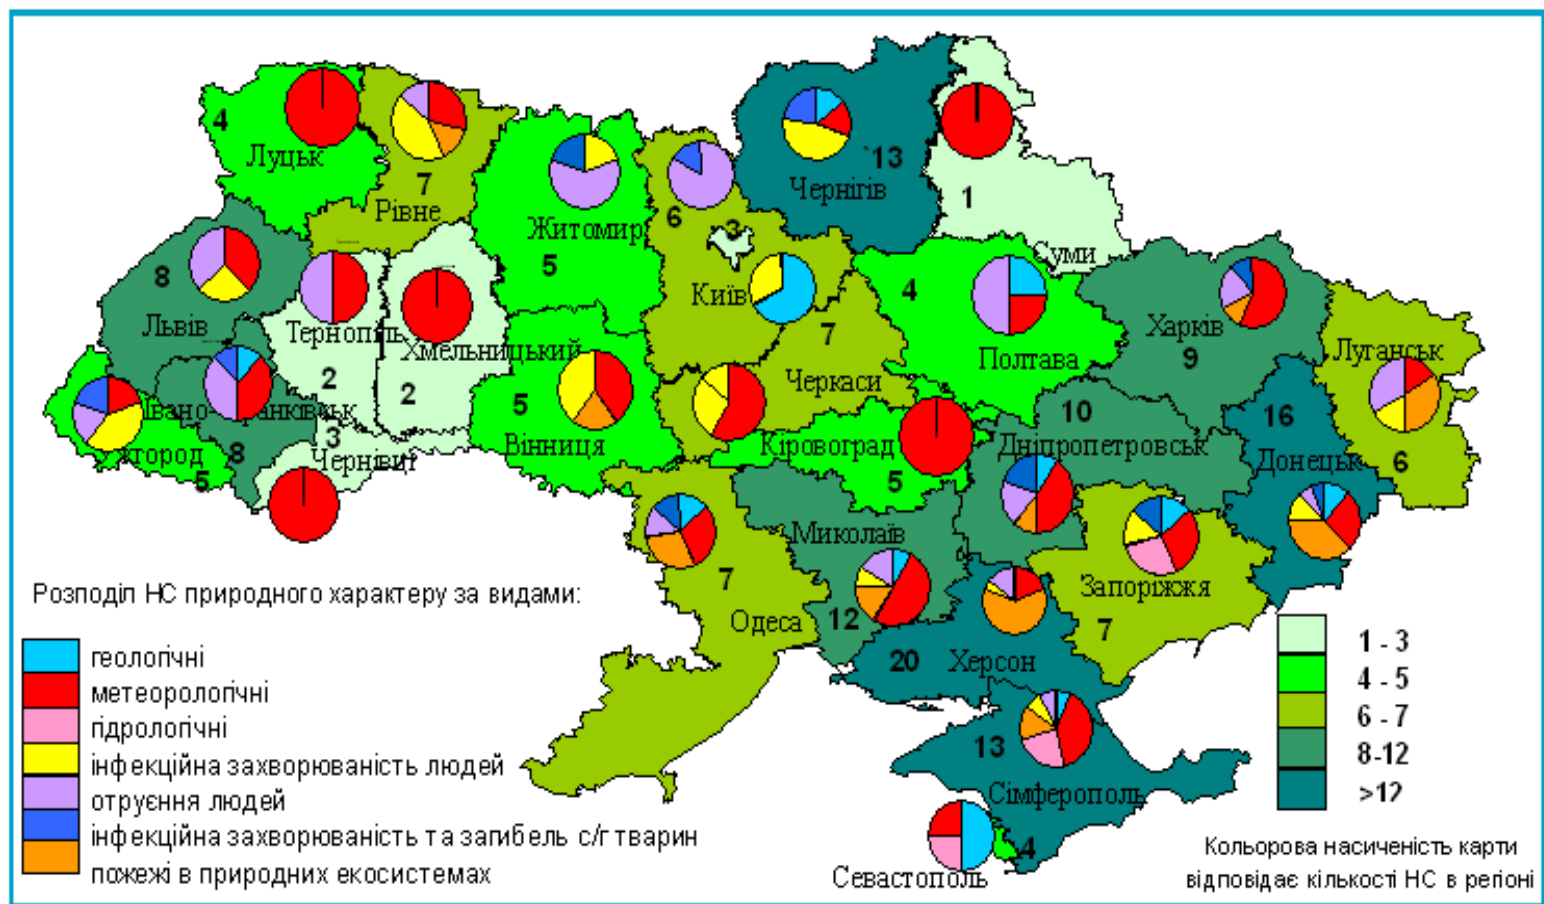 4
Луцьк
7
Рівне
Житомир
5
6
3
Київ
`13
Чернігів
1
Суми
8
Львів
Тернопіль
2
Хмельницький
2
4
Полтава
Харків
9
Луганськ
6
7
Черкаси
5
Вінниця
Кіровоград
5
10
Дніпропетровськ
16
Донецьк
8
5
3
Чернівці
Миколаїв
12
7
Одеса
Запоріжжя
7
20
Херсон
13
Сімферополь
4
Севастополь
Розподіл НС природного характеру за видами:
геологічні
метеорологічні
гідрологічні
інфекційна захворюваність людей
отруєння людей
інфекційна захворюваність та загибель с/г тварин
пожежі в природних екосистемах
1 - 3
4 - 5
6 - 7
8-12
>12
Кольорова насиченість карти
відповідає кількості НС в регіоні